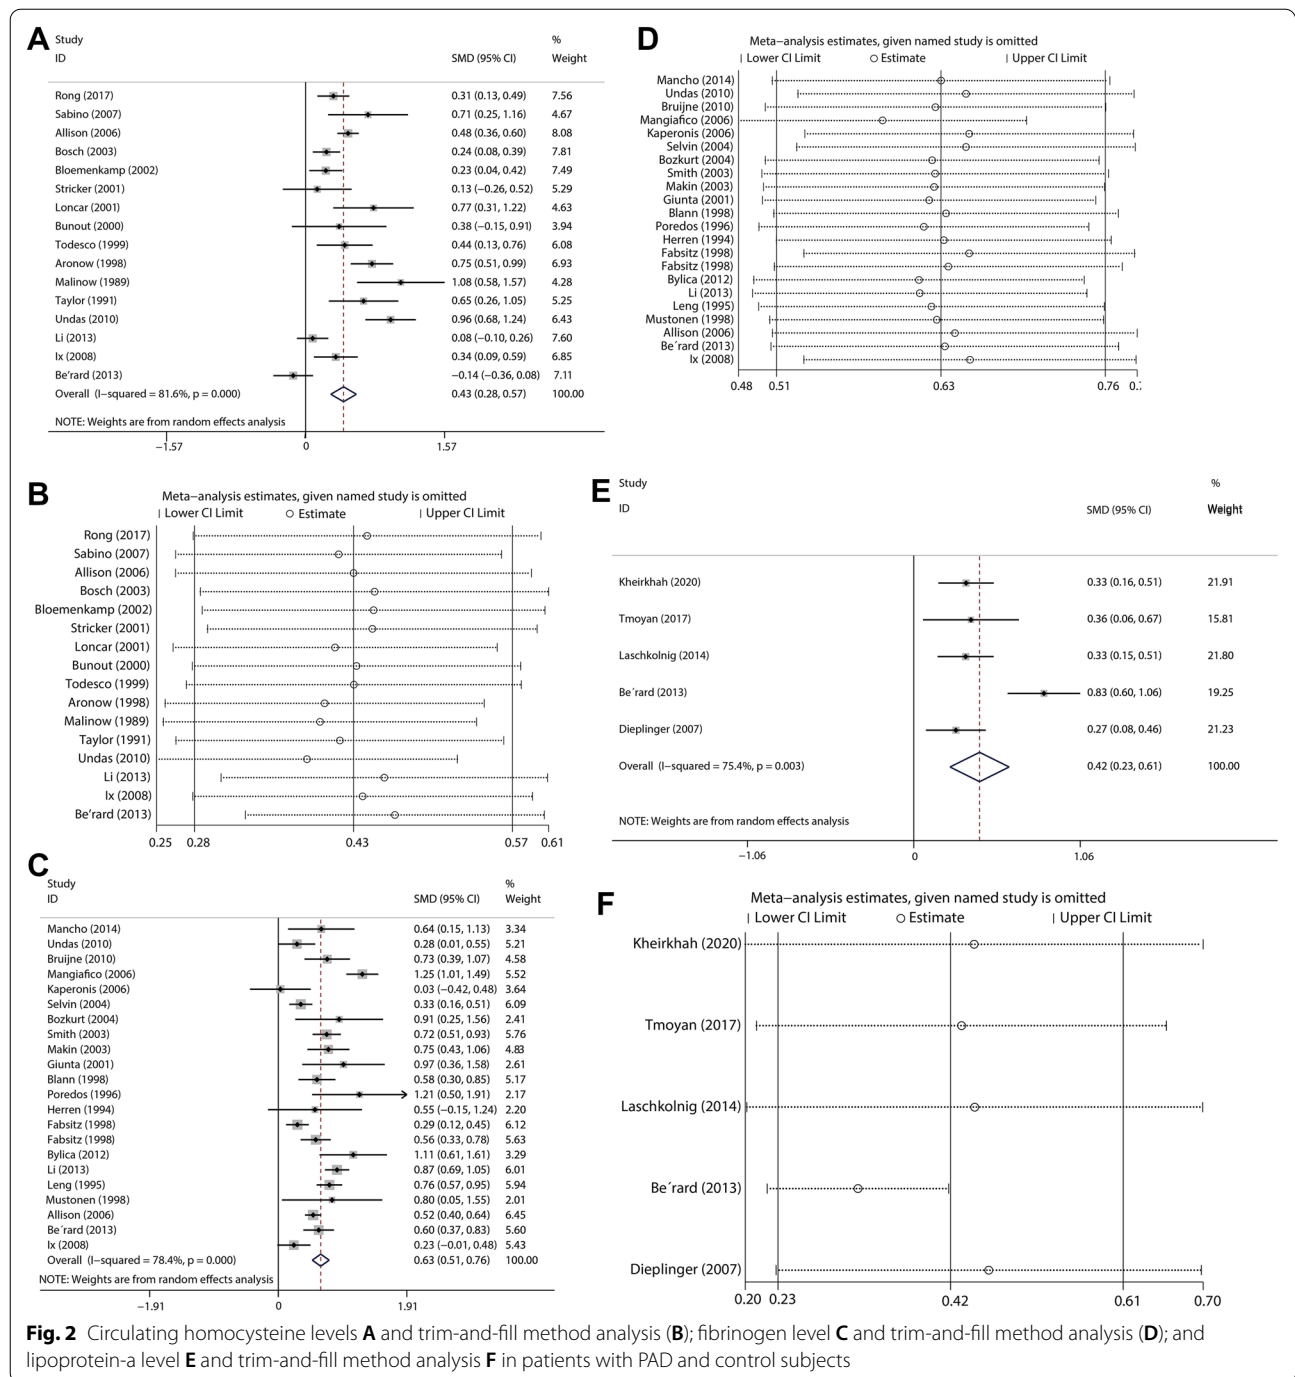 A
Study
ID
SMD (95% CI)
%
Weight
Rong (2017) 0.31 (0.13, 0.49) 7.56
Sabino (2007) 0.71 (0.25, 1.16) 4.67
Allison (2006) 0.48 (0.36, 0.60) 8.08
Bosch (2003) 0.24 (0.08, 0.39) 7.81
Bloemenkamp (2002) 0.23 (0.04, 0.42) 7.49
Stricker (2001) 0.13 (−0.26, 0.52) 5.29
Loncar (2001) 0.77 (0.31, 1.22) 4.63
Bunout (2000) 0.38 (−0.15, 0.91) 3.94
Todesco (1999) 0.44 (0.13, 0.76) 6.08
Aronow (1998) 0.75 (0.51, 0.99) 6.93
Malinow (1989) 1.08 (0.58, 1.57) 4.28
Taylor (1991) 0.65 (0.26, 1.05) 5.25
Undas (2010) 0.96 (0.68, 1.24) 6.43
Li (2013) 0.08 (−0.10, 0.26) 7.60
Ix (2008) 0.34 (0.09, 0.59) 6.85
Be'rard (2013) −0.14 (−0.36, 0.08) 7.11
Overall (I−squared = 81.6%, p = 0.000) 0.43 (0.28, 0.57) 100.00
NOTE: Weights are from random effects analysis
−1.57 0 1.57
B
Meta−analysis estimates, given named study is omitted
| Lower CI Limit ○ Estimate | Upper CI Limit
Rong (2017)
Sabino (2007)
Allison (2006)
Bosch (2003)
Bloemenkamp (2002)
Stricker (2001)
Loncar (2001)
Bunout (2000)
Todesco (1999)
Aronow (1998)
Malinow (1989)
Taylor (1991)
Undas (2010)
Li (2013)
Ix (2008)
Be'rard (2013)
0.25 0.28 0.43 0.57 0.61
C
Study
ID
SMD (95% CI)
%
Weight
Mancho (2014) 0.64 (0.15, 1.13) 3.34
Undas (2010) 0.28 (0.01, 0.55) 5.21
Bruijne (2010) 0.73 (0.39, 1.07) 4.58
Mangiafico (2006) 1.25 (1.01, 1.49) 5.52
Kaperonis (2006) 0.03 (−0.42, 0.48) 3.64
Selvin (2004) 0.33 (0.16, 0.51) 6.09
Bozkurt (2004) 0.91 (0.25, 1.56) 2.41
Smith (2003) 0.72 (0.51, 0.93) 5.76
Makin (2003) 0.75 (0.43, 1.06) 4.83
Giunta (2001) 0.97 (0.36, 1.58) 2.61
Blann (1998) 0.58 (0.30, 0.85) 5.17
Poredos (1996) 1.21 (0.50, 1.91) 2.17
Herren (1994) 0.55 (−0.15, 1.24) 2.20
Fabsitz (1998) 0.29 (0.12, 0.45) 6.12
Fabsitz (1998) 0.56 (0.33, 0.78) 5.63
Bylica (2012) 1.11 (0.61, 1.61) 3.29
Li (2013) 0.87 (0.69, 1.05) 6.01
Leng (1995) 0.76 (0.57, 0.95) 5.94
Mustonen (1998) 0.80 (0.05, 1.55) 2.01
Allison (2006) 0.52 (0.40, 0.64) 6.45
Be´rard (2013) 0.60 (0.37, 0.83) 5.60
Ix (2008) 0.23 (−0.01, 0.48) 5.43
Overall (I−squared = 78.4%, p = 0.000) 0.63 (0.51, 0.76) 100.00
NOTE: Weights are from random effects analysis
−1.91 0 1.91
D
Meta−analysis estimates, given named study is omitted
| Lower CI Limit ○ Estimate | Upper CI Limit
Mancho (2014)
Undas (2010)
Bruijne (2010)
Mangiafico (2006)
Kaperonis (2006)
Selvin (2004)
Bozkurt (2004)
Smith (2003)
Makin (2003)
Giunta (2001)
Blann (1998)
Poredos (1996)
Herren (1994)
Fabsitz (1998)
Fabsitz (1998)
Bylica (2012)
Li (2013)
Leng (1995)
Mustonen (1998)
Allison (2006)
Be´rard (2013)
Ix (2008)
0.48 0.51 0.63 0.76
E
Study
ID
SMD (95% CI)
%
Weight
Kheirkhah (2020) 0.33 (0.16, 0.51) 21.91
Tmoyan (2017) 0.36 (0.06, 0.67) 15.81
Laschkolnig (2014) 0.33 (0.15, 0.51) 21.80
Be´rard (2013) 0.83 (0.60, 1.06) 19.25
Dieplinger (2007) 0.27 (0.08, 0.46) 21.23
Overall (I−squared = 75.4%, p = 0.003) 0.42 (0.23, 0.61) 100.00
NOTE: Weights are from random effects analysis
−1.06 0 1.06
F
Meta−analysis estimates, given named study is omitted
| Lower CI Limit ○ Estimate | Upper CI Limit
Kheirkhah (2020)
Tmoyan (2017)
Laschkolnig (2014)
Be´rard (2013)
Dieplinger (2007)
0.20 0.23 0.42 0.61 0.70
Fig. 2 Circulating homocysteine levels A and trim-and-fill method analysis (B); fibrinogen level C and trim-and-fill method analysis (D); and
lipoprotein-a level E and trim-and-fill method analysis F in patients with PAD and control subjects